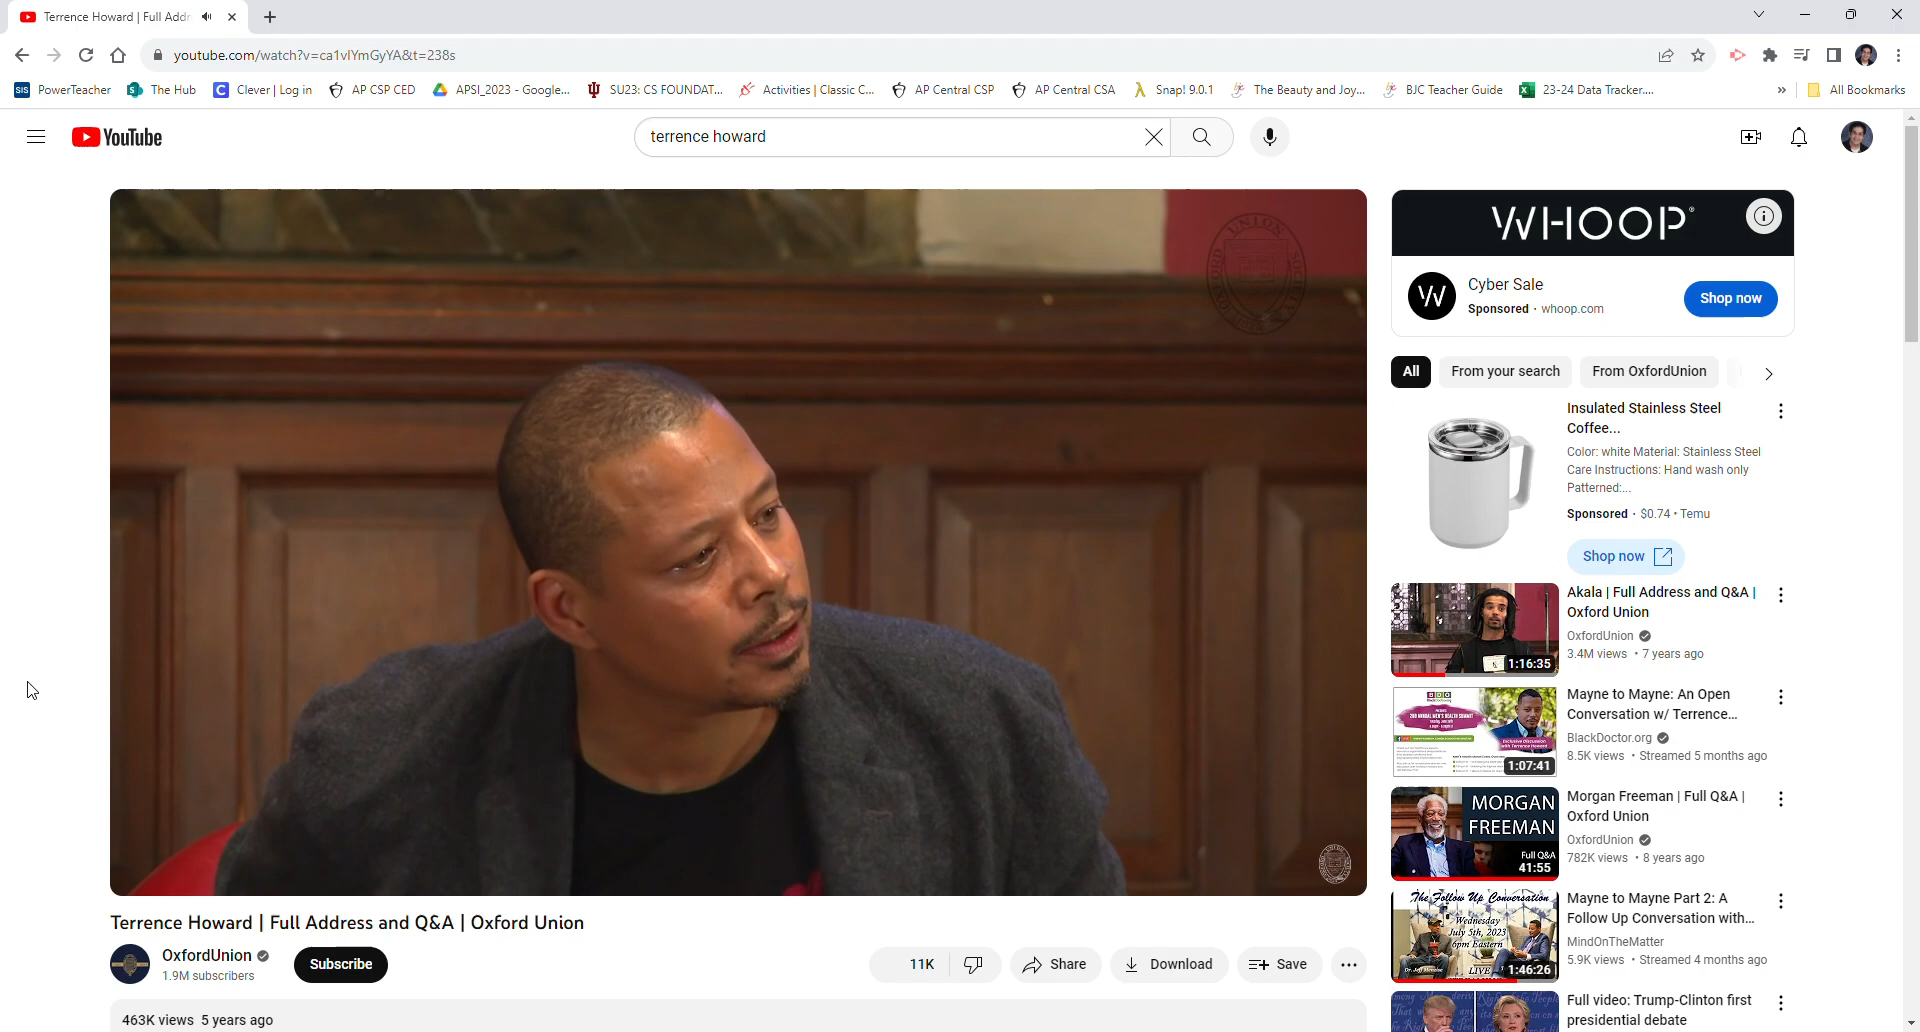 Terrence Howard | Full Addr
youtube.com/watch?v=ca1vlYmGyYA&t=238s
SIS PowerTeacher
S The Hub
C Clever | Log in
AP CSP CED
APSI_2023 - Google...
SU23: CS FOUNDAT...
Activities | Classic C...
AP Central CSP
AP Central CSA
Snap! 9.0.1
The Beauty and Joy...
BJC Teacher Guide
23-24 Data Tracker....
»
All Bookmarks
YouTube
terrence howard
UNION
WHOOP
Cyber Sale
Sponsored · whoop.com
Shop now
All
From your search
From OxfordUnion
Insulated Stainless Steel
Coffee...
Color: white Material: Stainless Steel
Care Instructions: Hand wash only
Patterned:...
Sponsored · $0.74 · Temu
Shop now
1:16:35
Akala | Full Address and Q&A |
Oxford Union
OxfordUnion
3.4M views · 7 years ago
1:07:41
Mayne to Mayne: An Open
Conversation w/ Terrence...
BlackDoctor.org
8.5K views · Streamed 5 months ago
MORGAN
FREEMAN
Full Q&A
41:55
Morgan Freeman | Full Q&A |
Oxford Union
OxfordUnion
782K views · 8 years ago
The Follow Up Conversation
Wednesday
July 5th, 2023
6pm Eastern
LIVE
1:46:26
Mayne to Mayne Part 2: A
Follow Up Conversation with...
MindOnTheMatter
5.9K views · Streamed 4 months ago
Full video: Trump-Clinton first
presidential debate
Terrence Howard | Full Address and Q&A | Oxford Union
OxfordUnion
1.9M subscribers
Subscribe
11K
Share
Download
Save
463K views 5 years ago